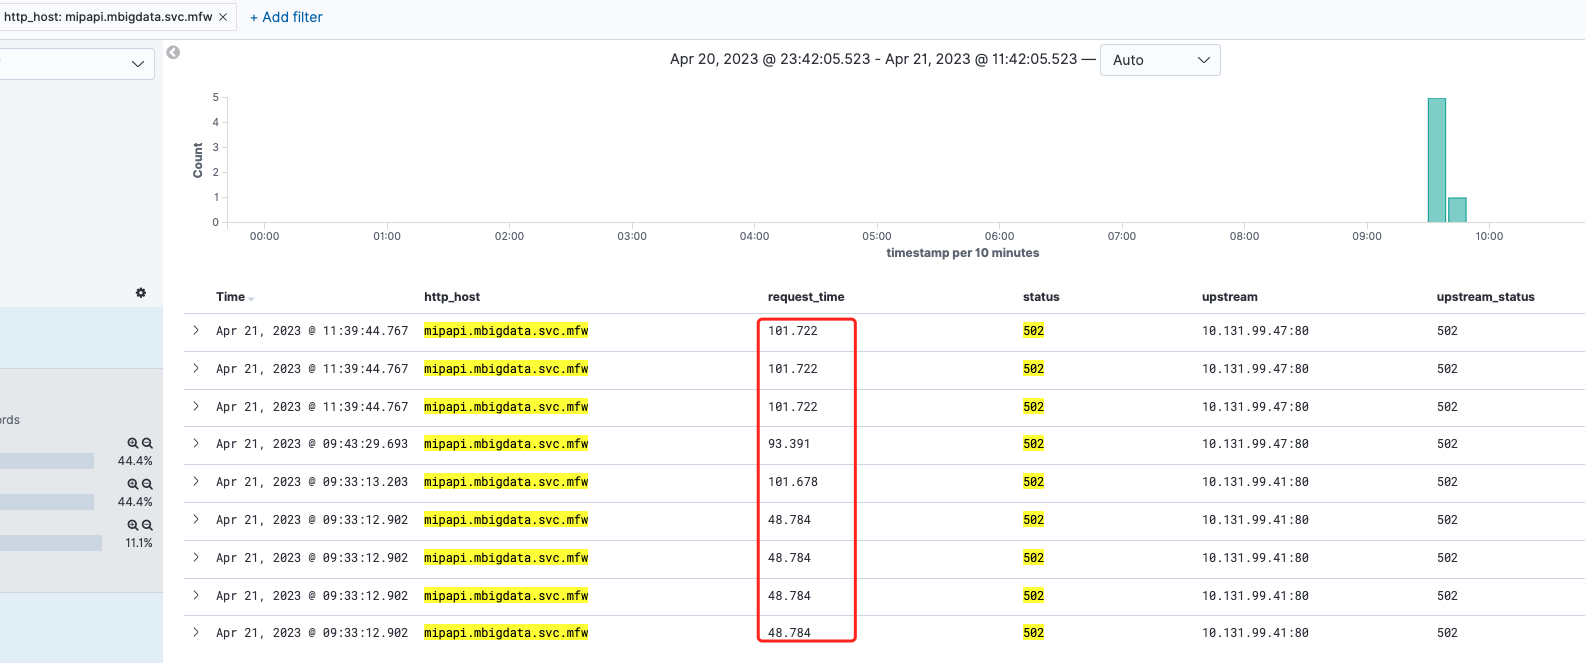 http_host: mipapi.mbigdata.svc.mfw × + Add filter
Apr 20, 2023 @ 23:42:05.523 - Apr 21, 2023 @ 11:42:05.523 — Auto
5
4
3
2
1
0
Count
00:00 01:00 02:00 03:00 04:00 05:00 06:00 07:00 08:00 09:00 10:00
timestamp per 10 minutes
Time http_host request_time status upstream upstream_status
Apr 21, 2023 @ 11:39:44.767 mipapi.mbigdata.svc.mfw 101.722 502 10.131.99.47:80 502
Apr 21, 2023 @ 11:39:44.767 mipapi.mbigdata.svc.mfw 101.722 502 10.131.99.47:80 502
Apr 21, 2023 @ 11:39:44.767 mipapi.mbigdata.svc.mfw 101.722 502 10.131.99.47:80 502
Apr 21, 2023 @ 09:43:29.693 mipapi.mbigdata.svc.mfw 93.391 502 10.131.99.47:80 502
Apr 21, 2023 @ 09:33:13.203 mipapi.mbigdata.svc.mfw 101.678 502 10.131.99.41:80 502
Apr 21, 2023 @ 09:33:12.902 mipapi.mbigdata.svc.mfw 48.784 502 10.131.99.41:80 502
Apr 21, 2023 @ 09:33:12.902 mipapi.mbigdata.svc.mfw 48.784 502 10.131.99.41:80 502
Apr 21, 2023 @ 09:33:12.902 mipapi.mbigdata.svc.mfw 48.784 502 10.131.99.41:80 502
Apr 21, 2023 @ 09:33:12.902 mipapi.mbigdata.svc.mfw 48.784 502 10.131.99.41:80 502
ords
44.4%
44.4%
11.1%